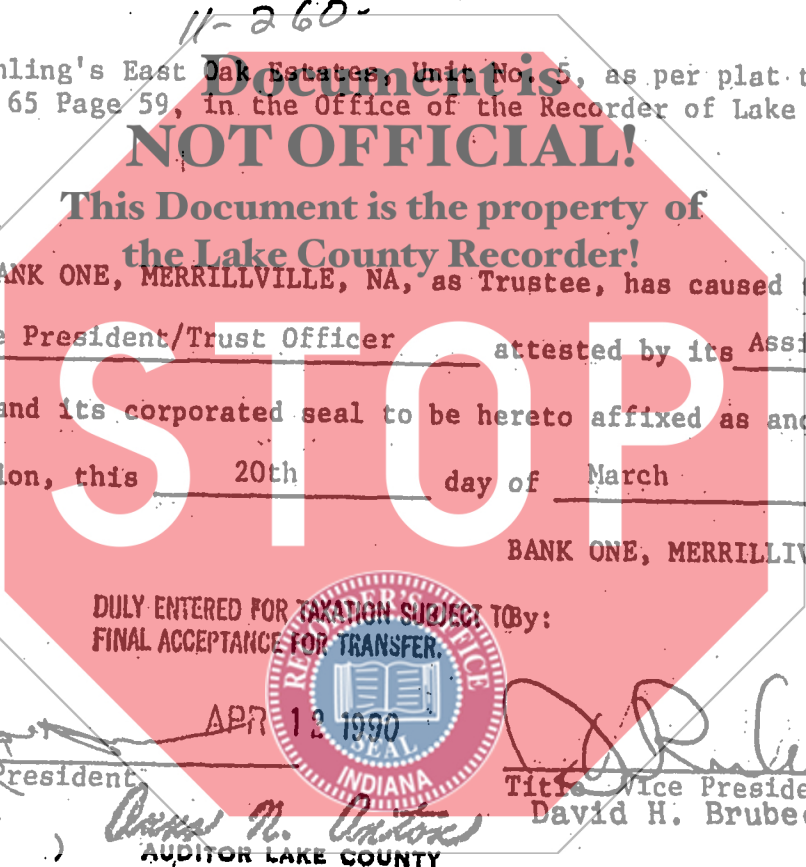 11-260-
hling's East Oak Estates, Unit No. 5, as per plat t
65 Page 59, in the Office of the Recorder of Lake
Document is
NOT OFFICIAL!
This Document is the property of
the Lake County Recorder!
ANK ONE, MERRILLVILLE, NA, as Trustee, has caused t
e President/Trust Officer attested by its Assi
STOP
and its corporated seal to be hereto affixed as and
don, this 20th day of March
BANK ONE, MERRILLIV
DULY ENTERED FOR TAXATION SUBJECT TO By:
FINAL ACCEPTANCE FOR TRANSFER.
RECORDER'S OFFICE
SEAL
INDIANA
APR 12 1990
President
Title Vice Preside
David H. Brubec
Anna N. Anton
) AUDITOR LAKE COUNTY